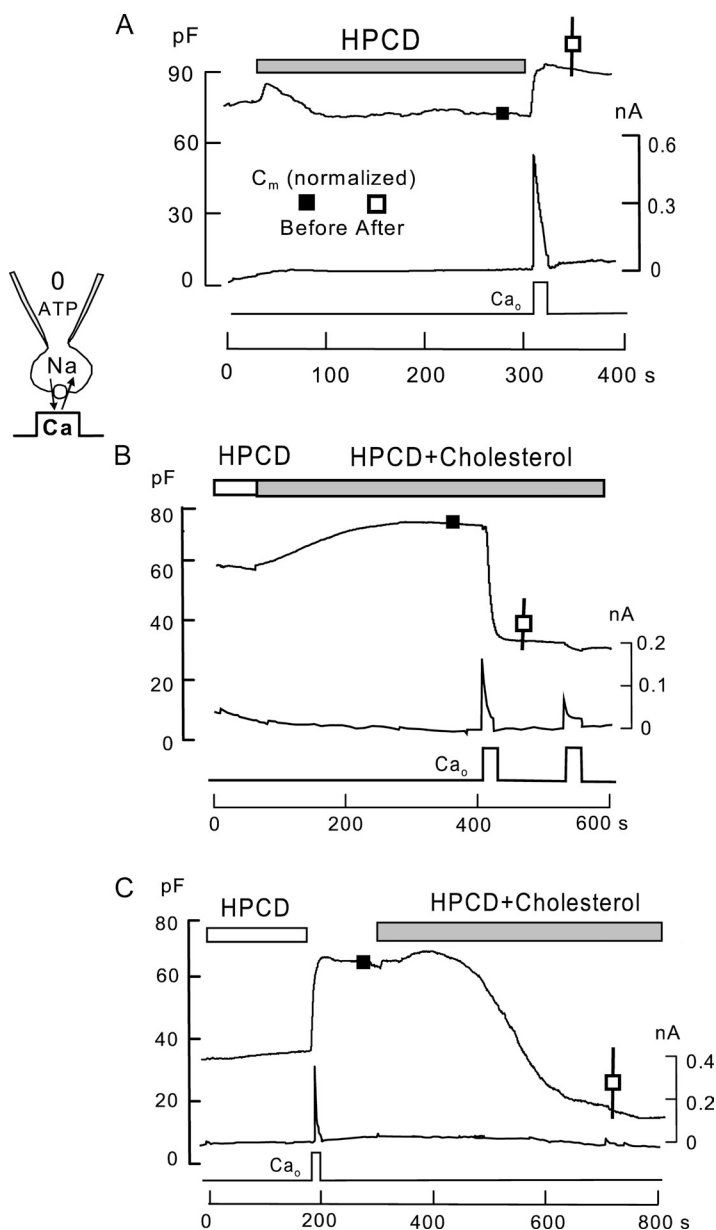 A
pF
HPCD
90
nA
60
0.6
Cm (normalized)
30
0.3
Before After
0
0
Cao
0 100 200 300 400 s
0
ATP
Na
Ca
B
HPCD HPCD+Cholesterol
pF
80
60
nA
40
0.2
20
0.1
0
0
Cao
0 200 400 600 s
C
pF
HPCD HPCD+Cholesterol
80
60
nA
40
0.4
20
0.2
0
0
Cao
0 200 400 600 800 s